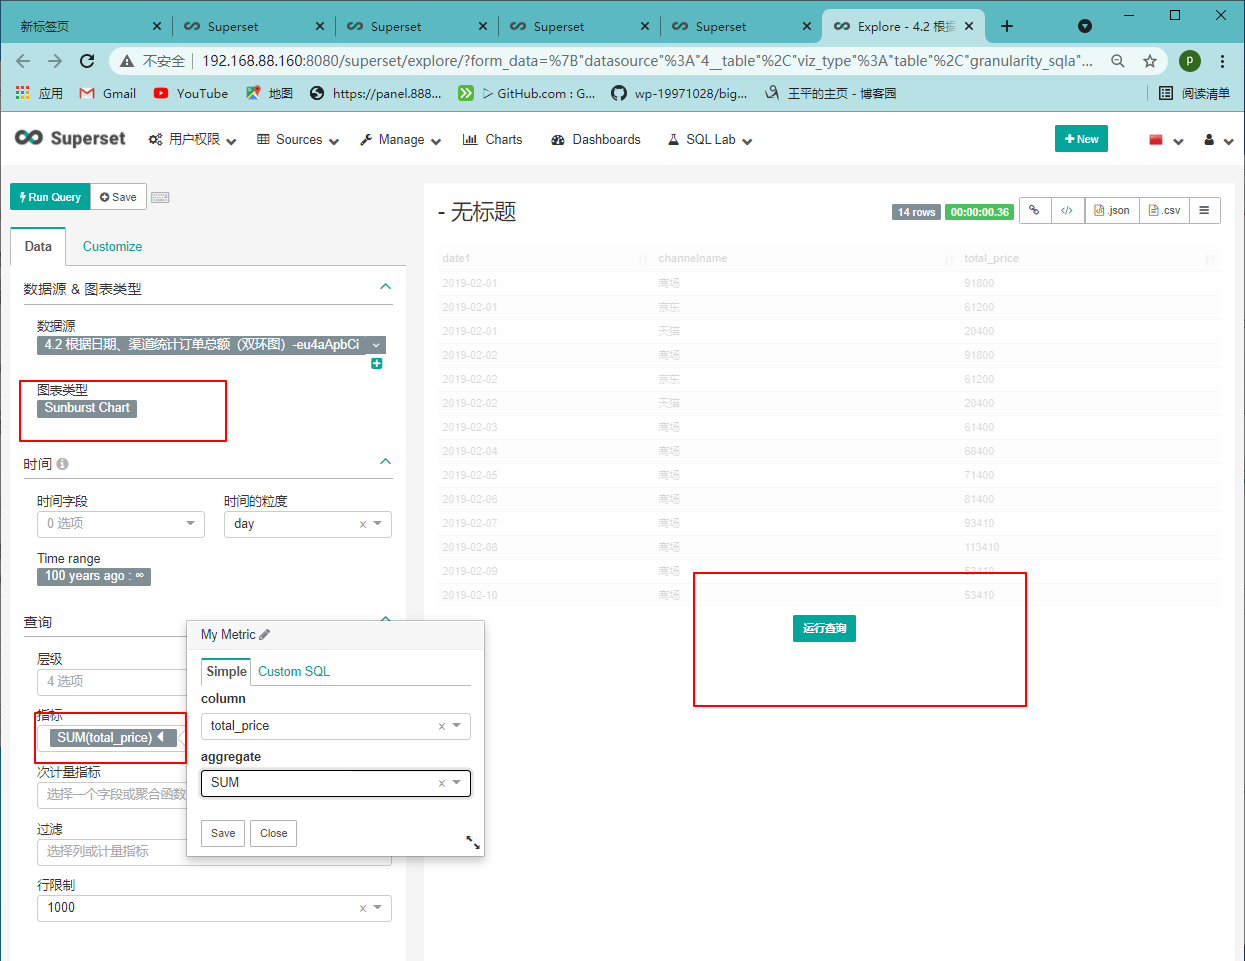 新标签页
Superset
Superset
Superset
Superset
Explore - 4.2 根据
不安全
192.168.88.160:8080/superset/explore/?form_data=%7B"datasource"%3A"4__table"%2C"viz_type"%3A"table"%2C"granularity_sqla"...
P
应用
Gmail
YouTube
地图
https://panel.888...
GitHub.com : G...
wp-19971028/big...
王平的主页 - 博客园
阅读清单
Superset
用户权限
Sources
Manage
Charts
Dashboards
SQL Lab
New
Run Query
Save
Data
Customize
数据源 & 图表类型
数据源
4.2 根据日期、渠道统计订单总额（双环图）-eu4aApbCi
图表类型
Sunburst Chart
时间
时间字段
时间的粒度
0 选项
day
Time range
100 years ago : ∞
查询
层级
4 选项
指标
SUM(total_price)
次计量指标
选择一个字段或聚合函数
过滤
选择列或计量指标
行限制
1000
My Metric
Simple
Custom SQL
column
total_price
aggregate
SUM
Save
Close
- 无标题
14 rows
00:00:00.36
.json
.csv
date1 channelname total_price
2019-02-01 商场 91800
2019-02-01 京东 61200
2019-02-01 天猫 20400
2019-02-02 商场 91800
2019-02-02 京东 61200
2019-02-02 天猫 20400
2019-02-03 商场 61400
2019-02-04 商场 68400
2019-02-05 商场 71400
2019-02-06 商场 81400
2019-02-07 商场 93410
2019-02-08 商场 113410
2019-02-09 商场 53410
2019-02-10 商场 53410
运行查询